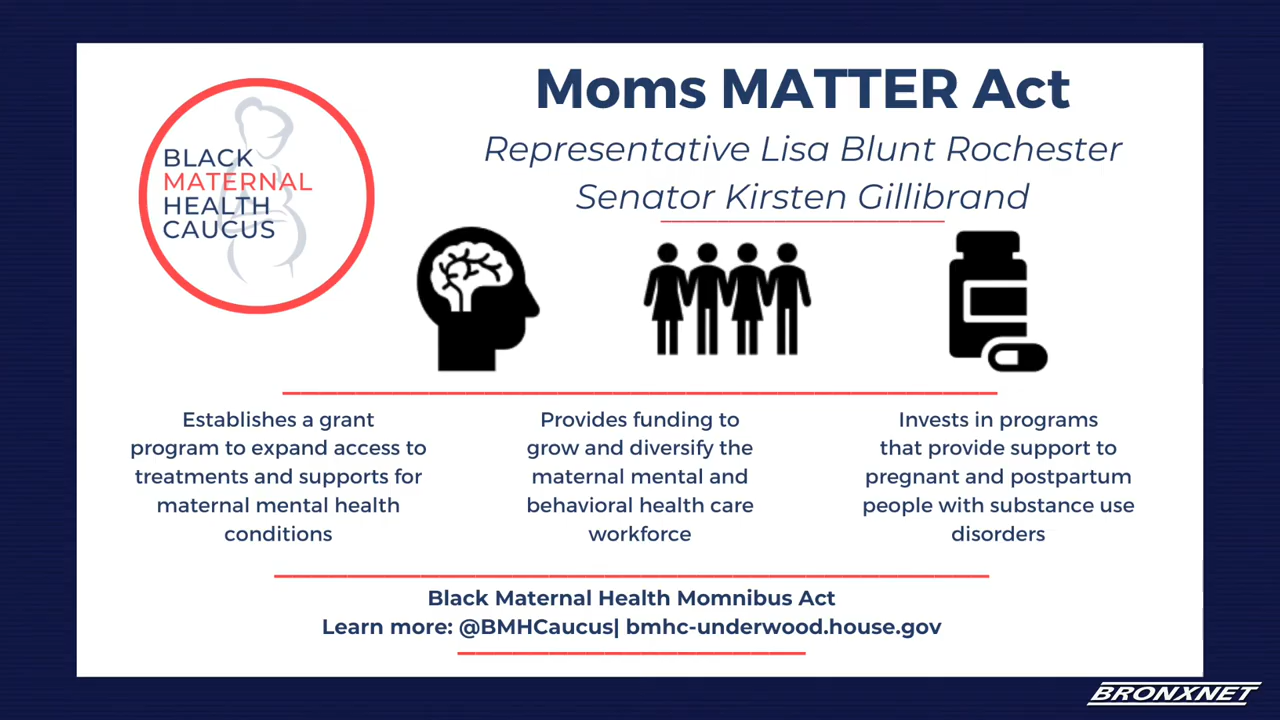 BLACK
MATERNAL
HEALTH
CAUCUS
Moms MATTER Act
Representative Lisa Blunt Rochester
Senator Kirsten Gillibrand
Establishes a grant
program to expand access to
treatments and supports for
maternal mental health
conditions
Provides funding to
grow and diversify the
maternal mental and
behavioral health care
workforce
Invests in programs
that provide support to
pregnant and postpartum
people with substance use
disorders
Black Maternal Health Momnibus Act
Learn more: @BMHCaucus| bmhc-underwood.house.gov
BRONXNET